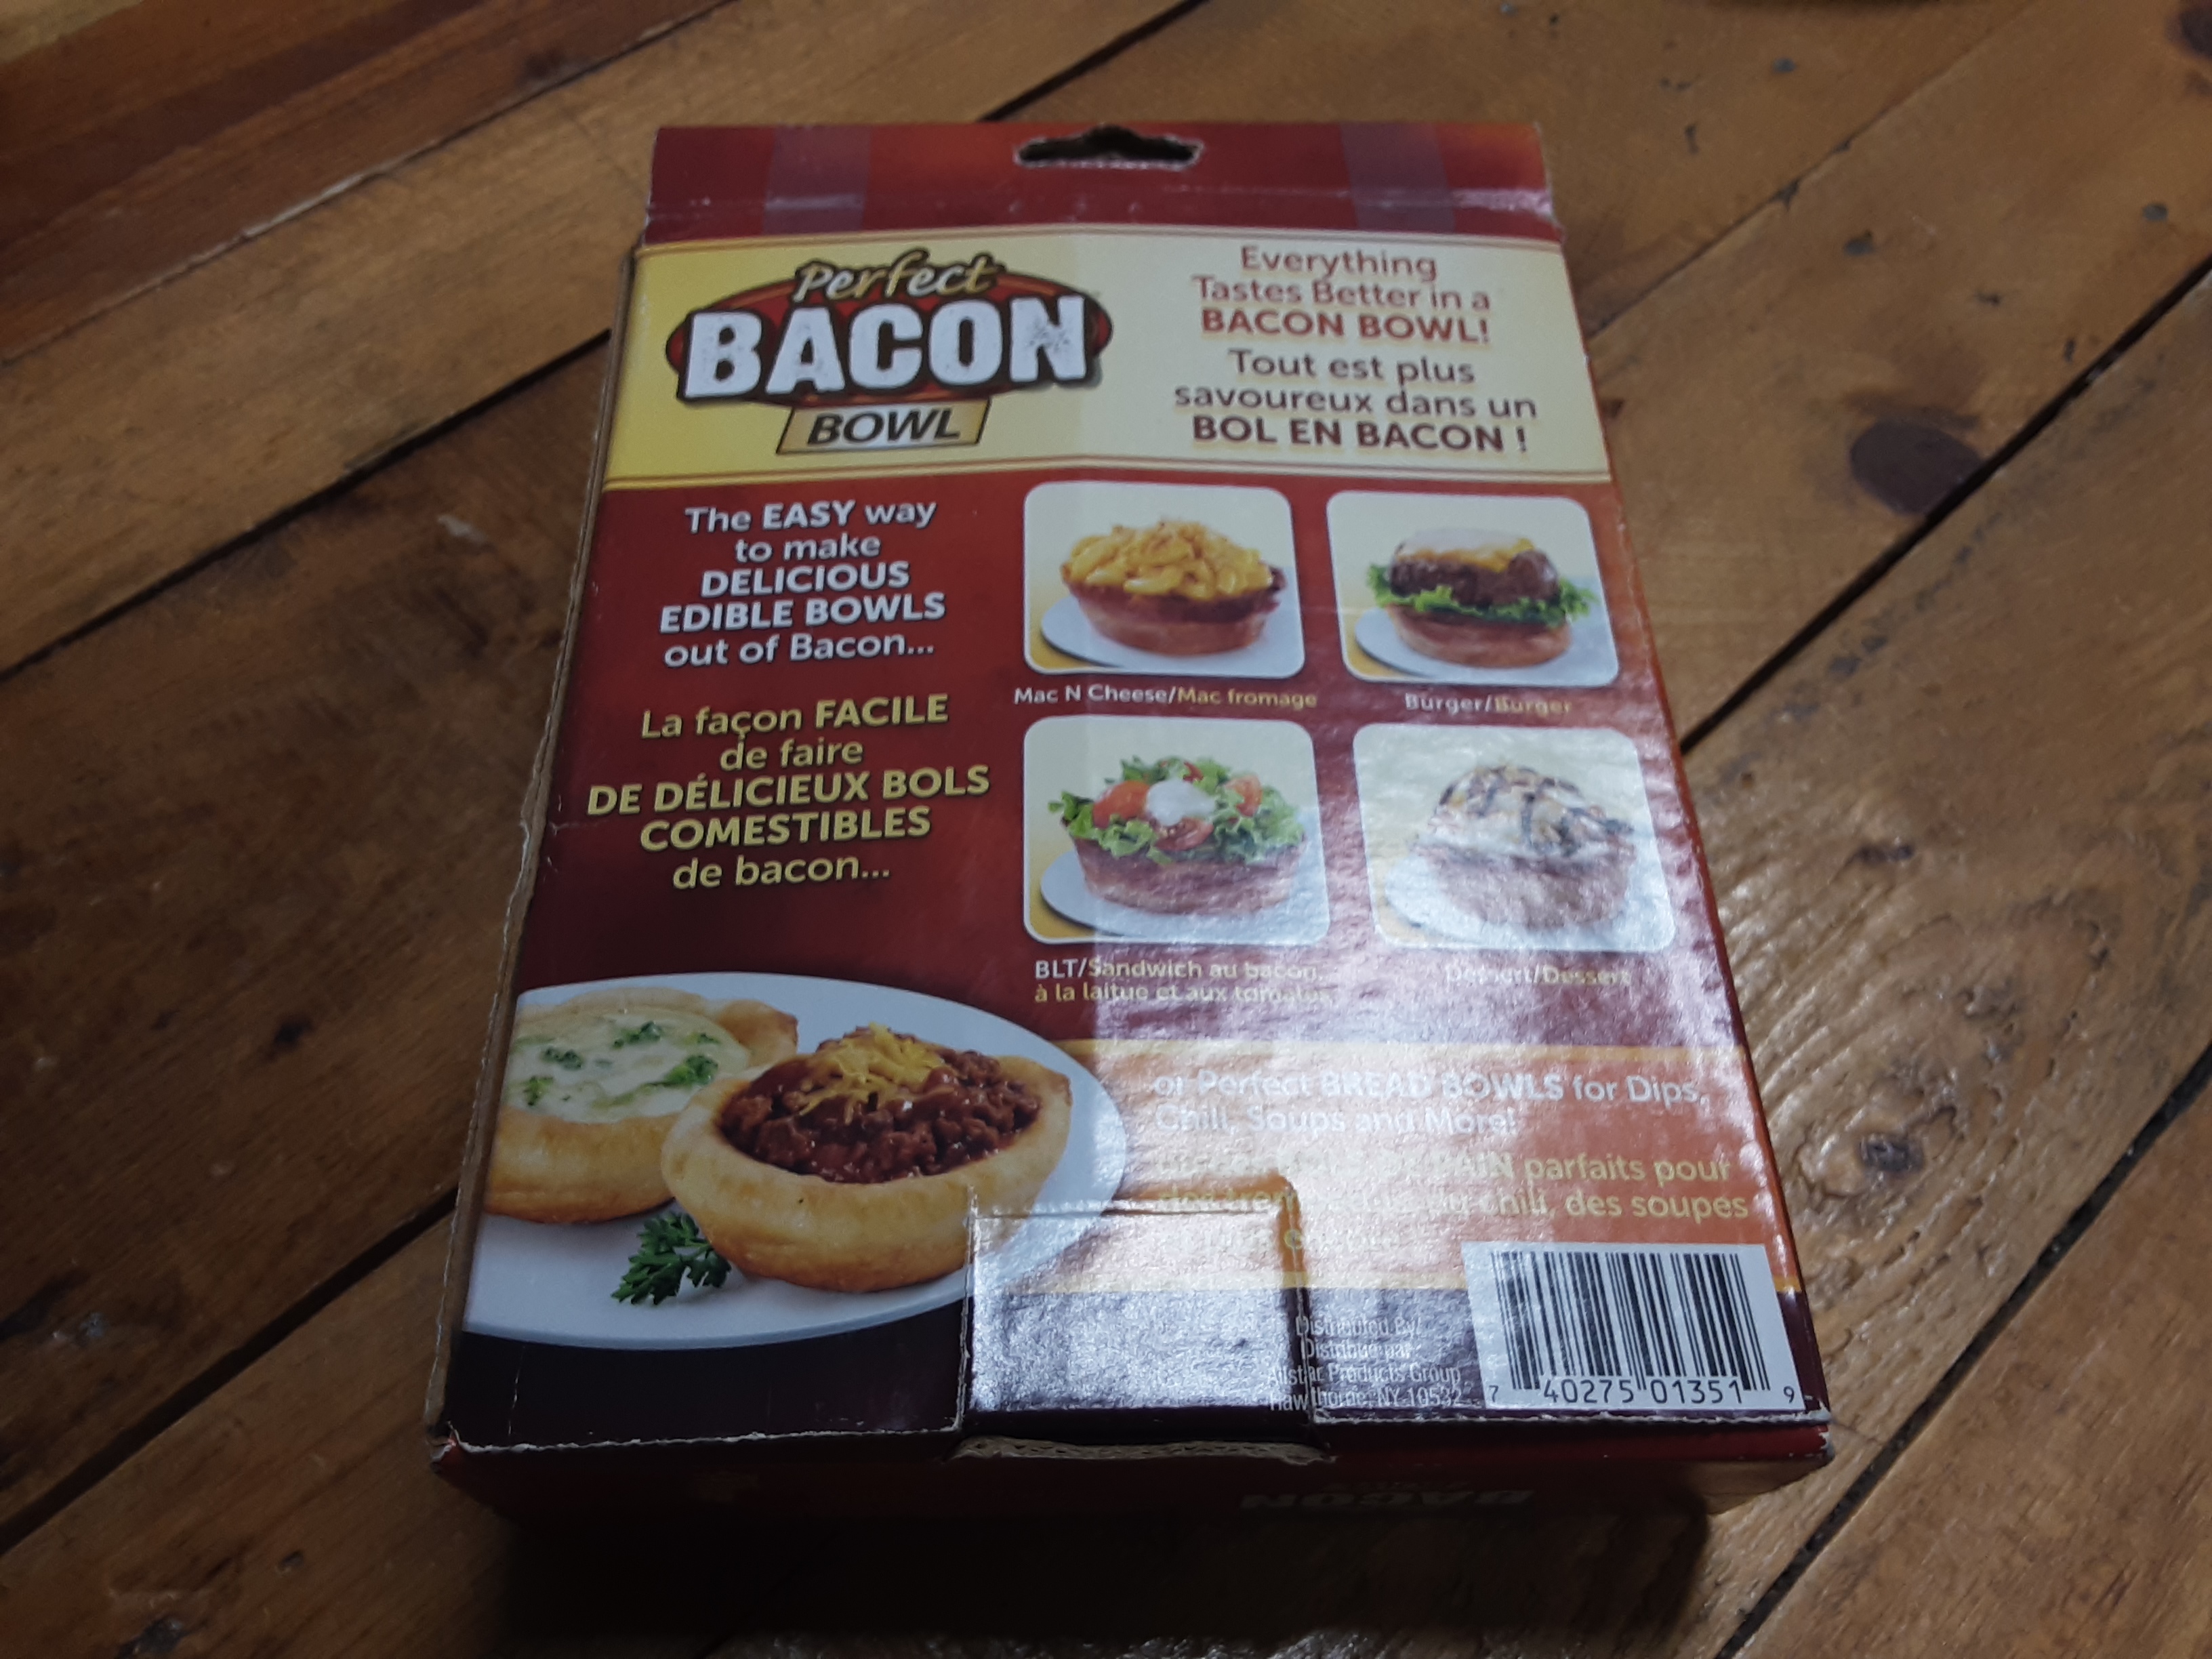 Perfect
BACON
BOWL
Everything
Tastes Better in a
BACON BOWL!
Tout est plus
savoureux dans un
BOL EN BACON !
The EASY way
to make
DELICIOUS
EDIBLE BOWLS
out of Bacon...
La façon FACILE
de faire
DE DÉLICIEUX BOLS
COMESTIBLES
de bacon...
Mac N Cheese/Mac fromage
Burger/Burger
BLT/Sandwich au bacon,
à la laitue et aux tomates
Dessert/Dessert
or Perfect BREAD BOWLS for Dips,
Chili, Soups and More!
PAIN parfaits pour
du chili, des soupes
Distributed By/
Distribué par
Allstar Products Group
Hawthorne, NY 10532
7 40275 01351 9
BACON